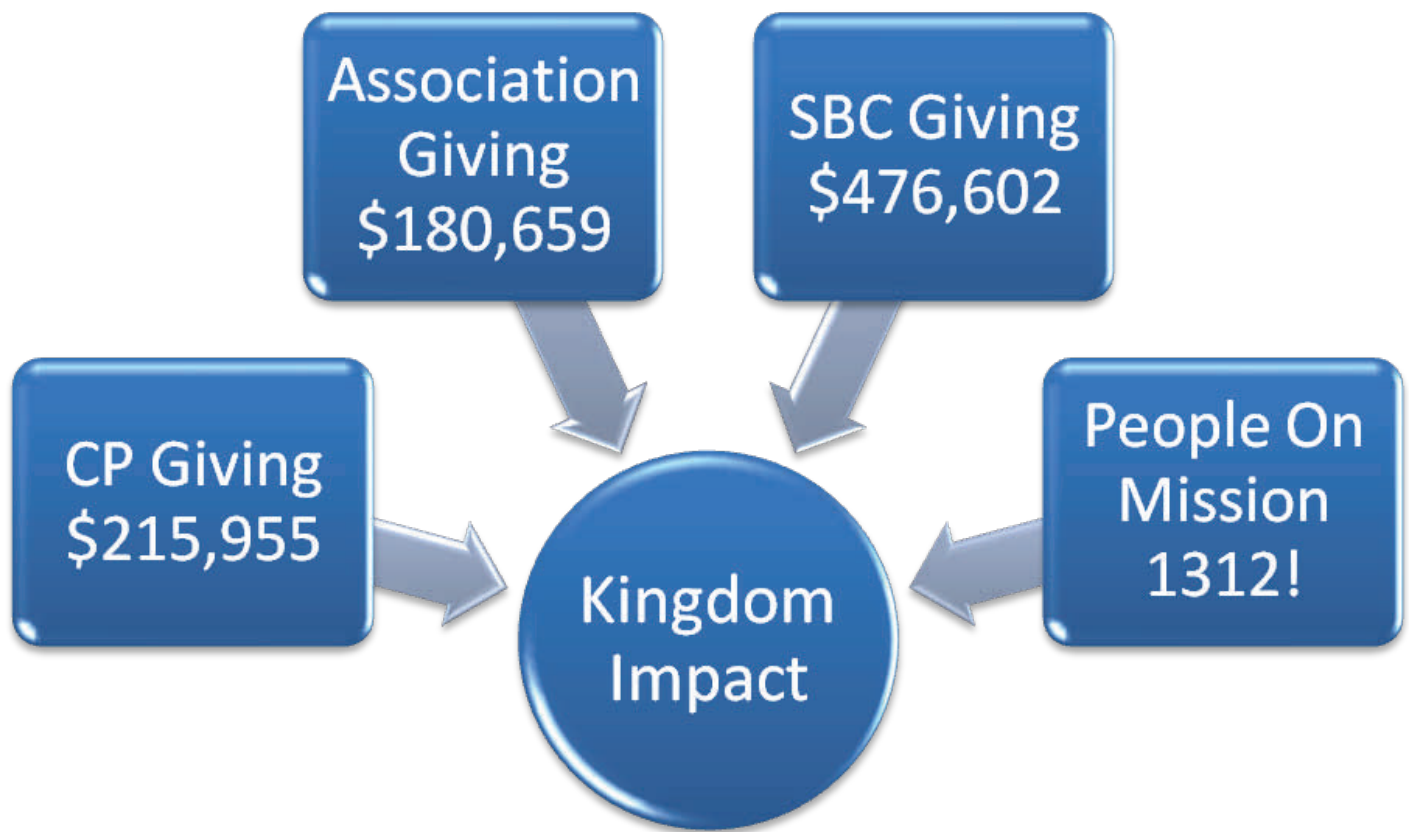 Association
Giving
$180,659
SBC Giving
$476,602
CP Giving
$215,955
People On
Mission
1312!
Kingdom
Impact